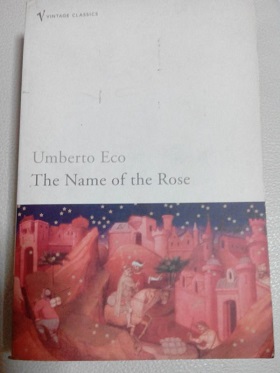 V VINTAGE CLASSICS
Umberto Eco
The Name of the Rose